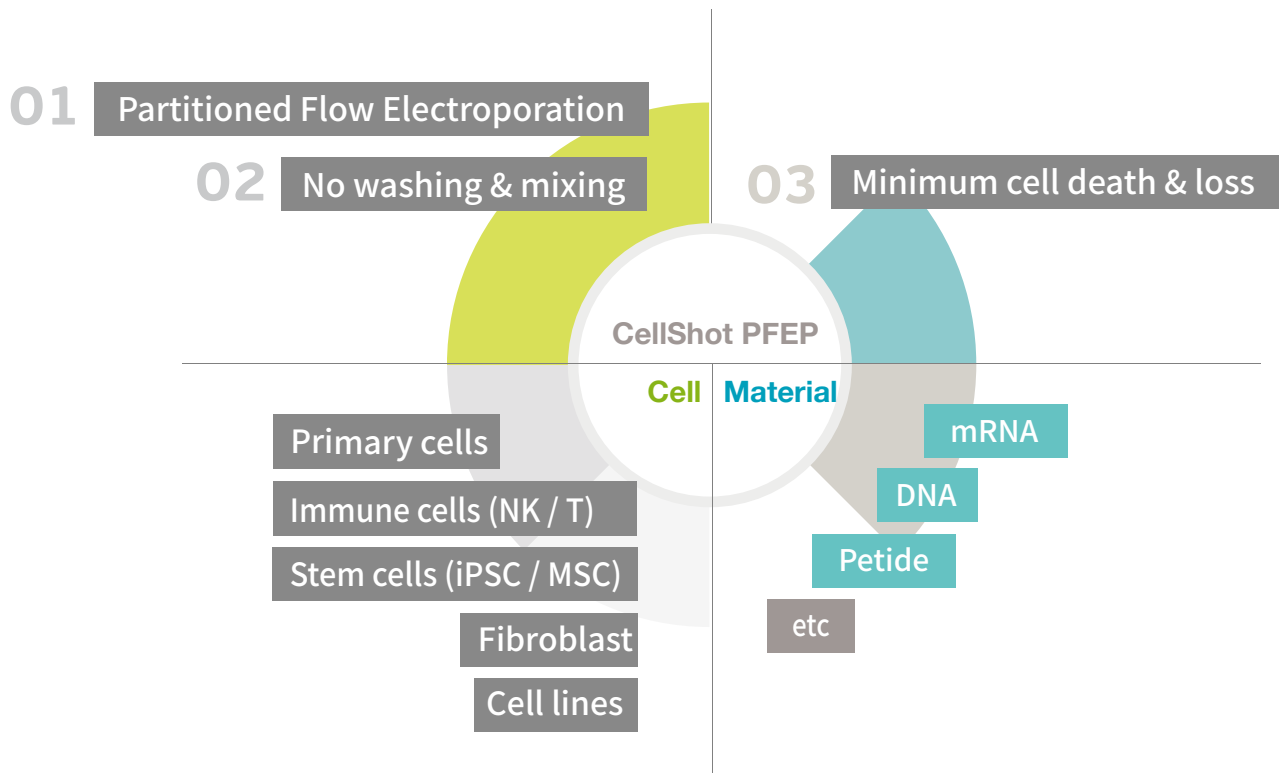 01 Partitioned Flow Electroporation
02 No washing & mixing
03 Minimum cell death & loss
CellShot PFEP
Cell
Material
Primary cells
Immune cells (NK / T)
Stem cells (iPSC / MSC)
Fibroblast
Cell lines
mRNA
DNA
Petide
etc